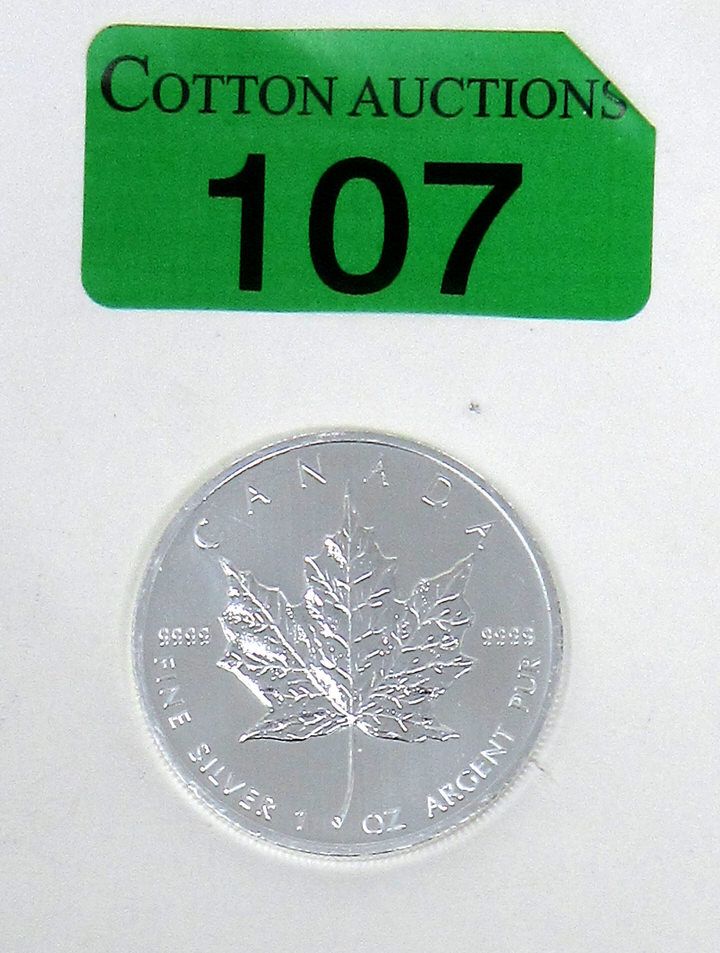 COTTON AUCTIONS
107
CANADA
9999 9999
FINE SILVER 1 OZ ARGENT PUR